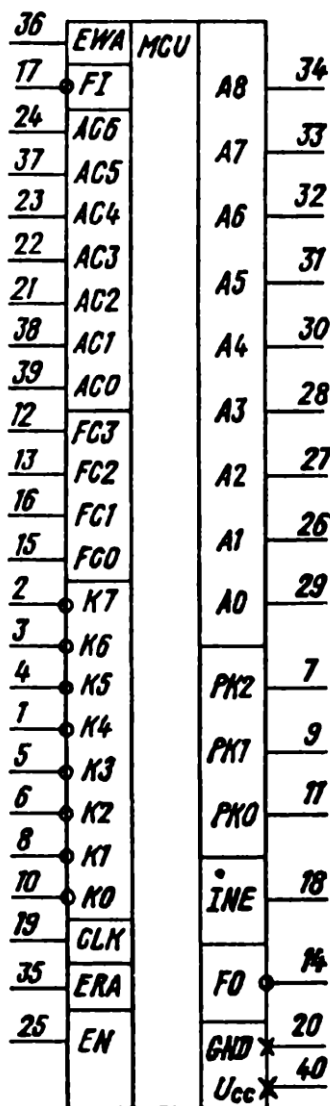 36 EWA MCU
17 FI A8 34
24 AC6
37 AC5 A7 33
23 AC4 A6 32
22 AC3 A5 31
21 AC2
38 AC1 A4 30
39 AC0
12 FC3 A3 28
13 FC2 A2 27
16 FC1 A1 26
15 FC0
2 K7 A0 29
3 K6
4 K5 PK2 7
1 K4
5 K3 PK1 9
6 K2 PK0 11
8 K1
10 K0 INE 18
19 CLK
35 ERA FO 14
25 EN GND 20
Ucc 40